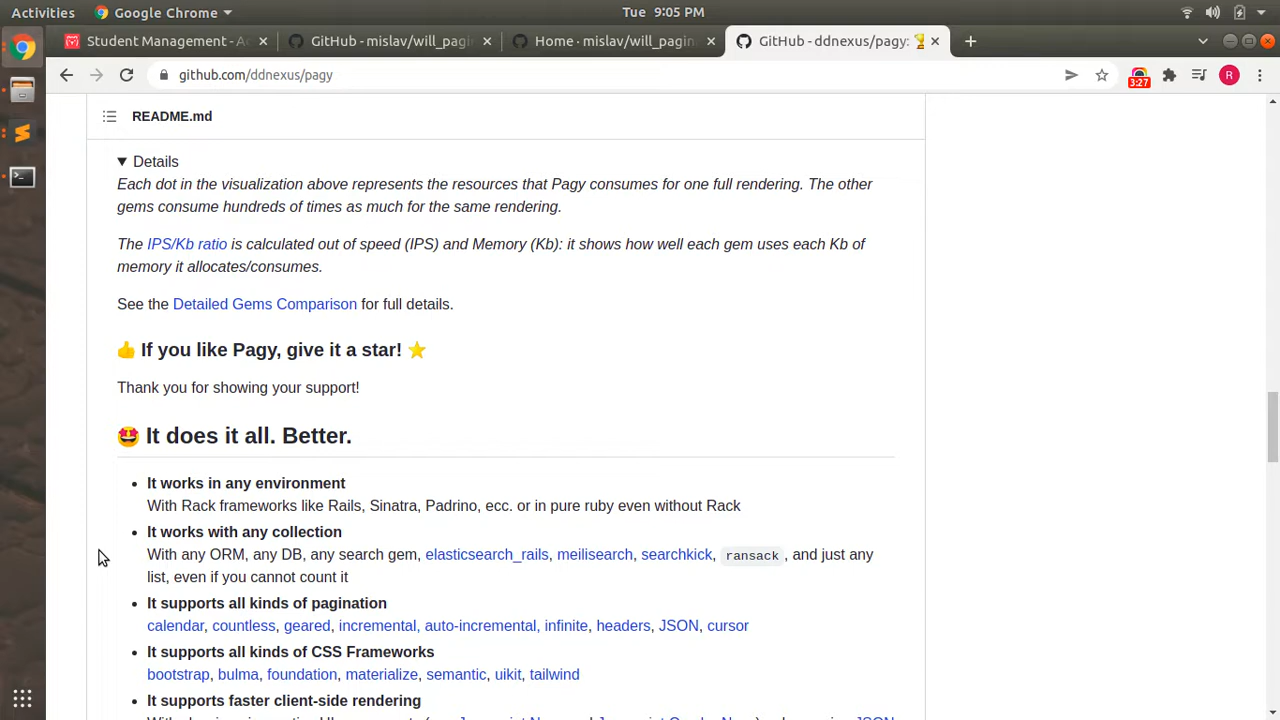 Activities
Google Chrome
Tue 9:05 PM
Student Management - Ac
GitHub - mislav/will_pagi
Home · mislav/will_pagin
GitHub - ddnexus/pagy: 🏆
github.com/ddnexus/pagy
3:27
R
README.md
Details
Each dot in the visualization above represents the resources that Pagy consumes for one full rendering. The other
gems consume hundreds of times as much for the same rendering.
The IPS/Kb ratio is calculated out of speed (IPS) and Memory (Kb): it shows how well each gem uses each Kb of
memory it allocates/consumes.
See the Detailed Gems Comparison for full details.
👍 If you like Pagy, give it a star! ⭐
Thank you for showing your support!
🤩 It does it all. Better.
It works in any environment
With Rack frameworks like Rails, Sinatra, Padrino, ecc. or in pure ruby even without Rack
It works with any collection
With any ORM, any DB, any search gem, elasticsearch_rails, meilisearch, searchkick, ransack, and just any
list, even if you cannot count it
It supports all kinds of pagination
calendar, countless, geared, incremental, auto-incremental, infinite, headers, JSON, cursor
It supports all kinds of CSS Frameworks
bootstrap, bulma, foundation, materialize, semantic, uikit, tailwind
It supports faster client-side rendering